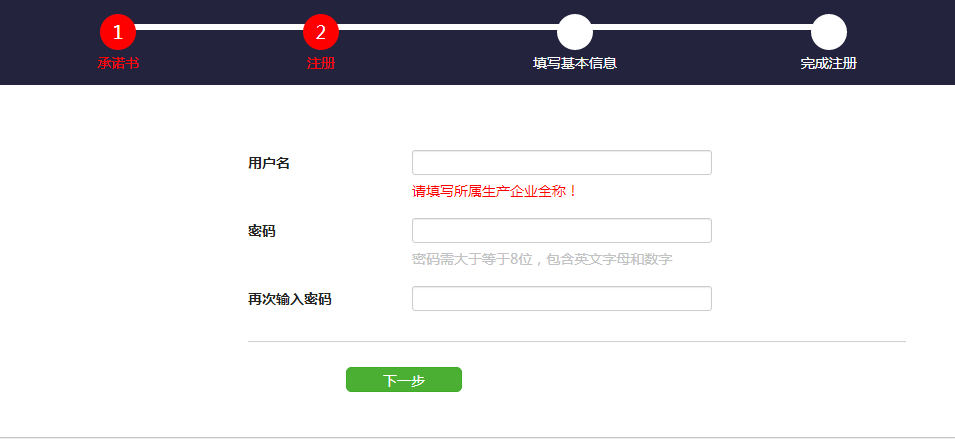 1
2
承诺书
注册
填写基本信息
完成注册
用户名
请填写所属生产企业全称！
密码
密码需大于等于8位，包含英文字母和数字
再次输入密码
下一步